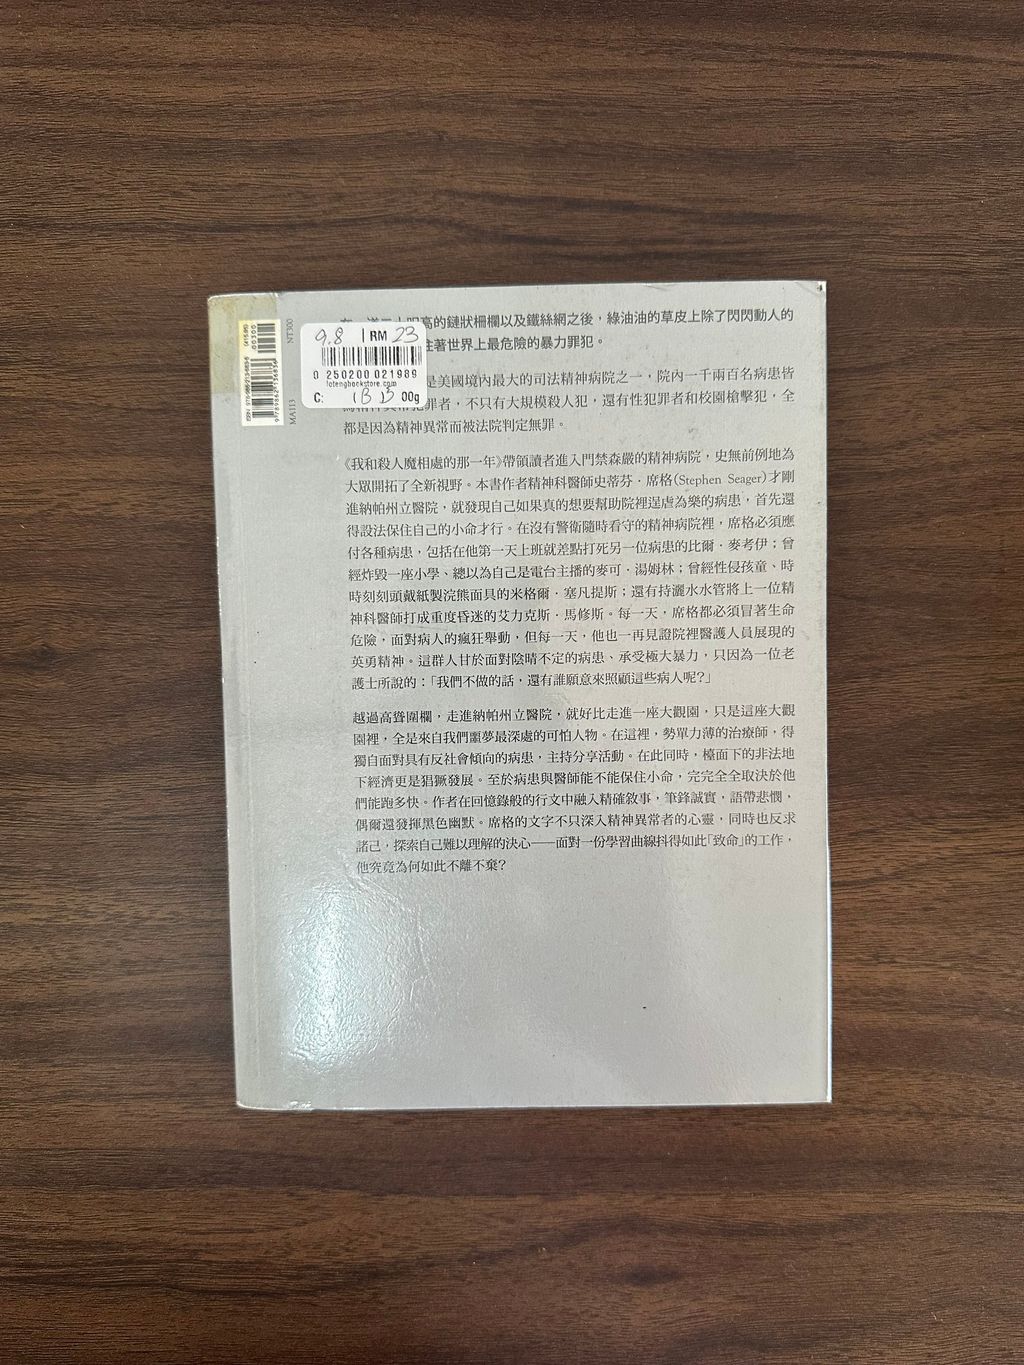 9.8 RM 23
0 250200 021989
lotengbookstore.com
C: 00g
ISBN 978-986-213-683-6
00300
9789862136836
NT300
MA113
高的鏈狀柵欄以及鐵絲網之後，綠油油的草皮上除了閃閃動人的
著世界上最危險的暴力罪犯。
是美國境內最大的司法精神病院之一，院內一千兩百名病患皆
犯罪者，不只有大規模殺人犯，還有性犯罪者和校園槍擊犯，全
都是因為精神異常而被法院判定無罪。
《我和殺人魔相處的那一年》帶領讀者進入門禁森嚴的精神病院，史無前例地為
大眾開拓了全新視野。本書作者精神科醫師史蒂芬．席格(Stephen Seager)才剛
進納帕州立醫院，就發現自己如果真的想要幫助院裡逞虐為樂的病患，首先還
得設法保住自己的小命才行。在沒有警衛隨時看守的精神病院裡，席格必須應
付各種病患，包括在他第一天上班就差點打死另一位病患的比爾．麥考伊；曾
經炸毀一座小學、總以為自己是電台主播的麥可．湯姆林；曾經性侵孩童、時
時刻刻頭戴紙製浣熊面具的米格爾．塞凡提斯；還有持灑水水管將上一位精
神科醫師打成重度昏迷的艾力克斯．馬修斯。每一天，席格都必須冒著生命
危險，面對病人的瘋狂舉動，但每一天，他也一再見證院裡醫護人員展現的
英勇精神。這群人甘於面對陰晴不定的病患、承受極大暴力，只因為一位老
護士所說的：「我們不做的話，還有誰願意來照顧這些病人呢?」
越過高聳圍欄，走進納帕州立醫院，就好比走進一座大觀園，只是這座大觀
園裡，全是來自我們噩夢最深處的可怕人物。在這裡，勢單力薄的治療師，得
獨自面對具有反社會傾向的病患，主持分享活動。在此同時，檯面下的非法地
下經濟更是猖獗發展。至於病患與醫師能不能保住小命，完完全全取決於他
們能跑多快。作者在回憶錄般的行文中融入精確敘事，筆鋒誠實，語帶悲憫，
偶爾還發揮黑色幽默。席格的文字不只深入精神異常者的心靈，同時也反求
諸己，探索自己難以理解的決心——面對一份學習曲線抖得如此「致命」的工作，
他究竟為何如此不離不棄?